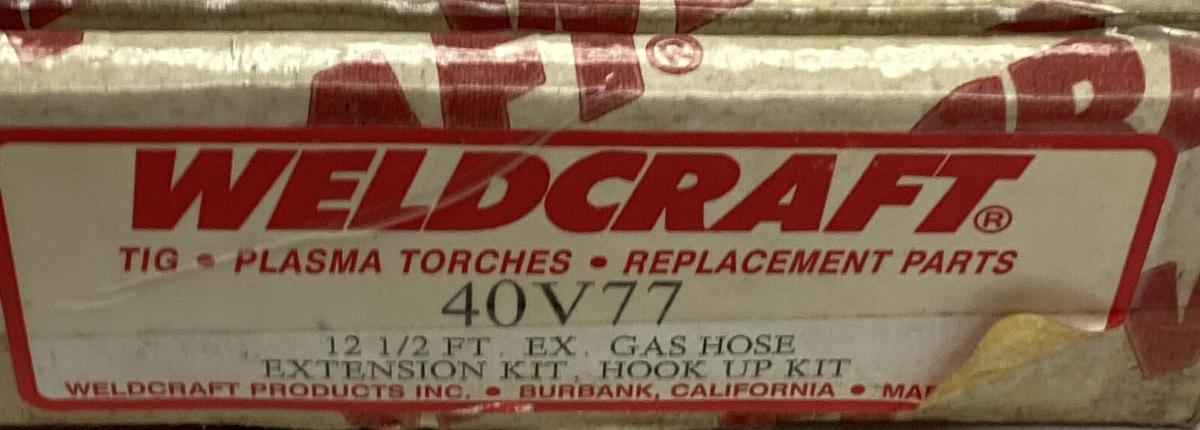 WELDCRAFT®
TIG • PLASMA TORCHES • REPLACEMENT PARTS
40V77
12 1/2 FT. EX. GAS HOSE
EXTENSION KIT, HOOK UP KIT
WELDCRAFT PRODUCTS INC. • BURBANK, CALIFORNIA •